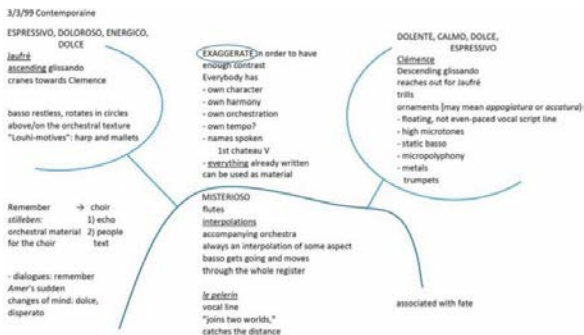 3/3/99 Contemporaine
ESPRESSIVO, DOLOROSO, ENERGICO,
DOLCE
Jaufré
ascending glissando
cranes towards Clemence
basso restless, rotates in circles
above/on the orchestral texture
"Louhi-motives": harp and mallets
EXAGGERATE in order to have
enough contrast
Everybody has
- own character
- own harmony
- own orchestration
- own tempo?
- names spoken
1st chateau V
- everything already written
can be used as material
DOLENTE, CALMO, DOLCE,
ESPRESSIVO
Clémence
Descending glissando
reaches out for Jaufré
trills
ornaments [may mean appogiatura or accatura):
- floating, not even-paced vocal script line
- high microtones
- static basso
- micropolyphony
- metals
trumpets
Remember → choir
stilleben: 1) echo
orchestral material 2) people
for the choir text
- dialogues: remember
Amer's sudden
changes of mind: dolce,
disperato
MISTERIOSO
flutes
interpolations
accompanying orchestra
always an interpolation of some aspect
basso gets going and moves
through the whole register
le pelerin
vocal line
"joins two worlds,"
catches the distance
associated with fate